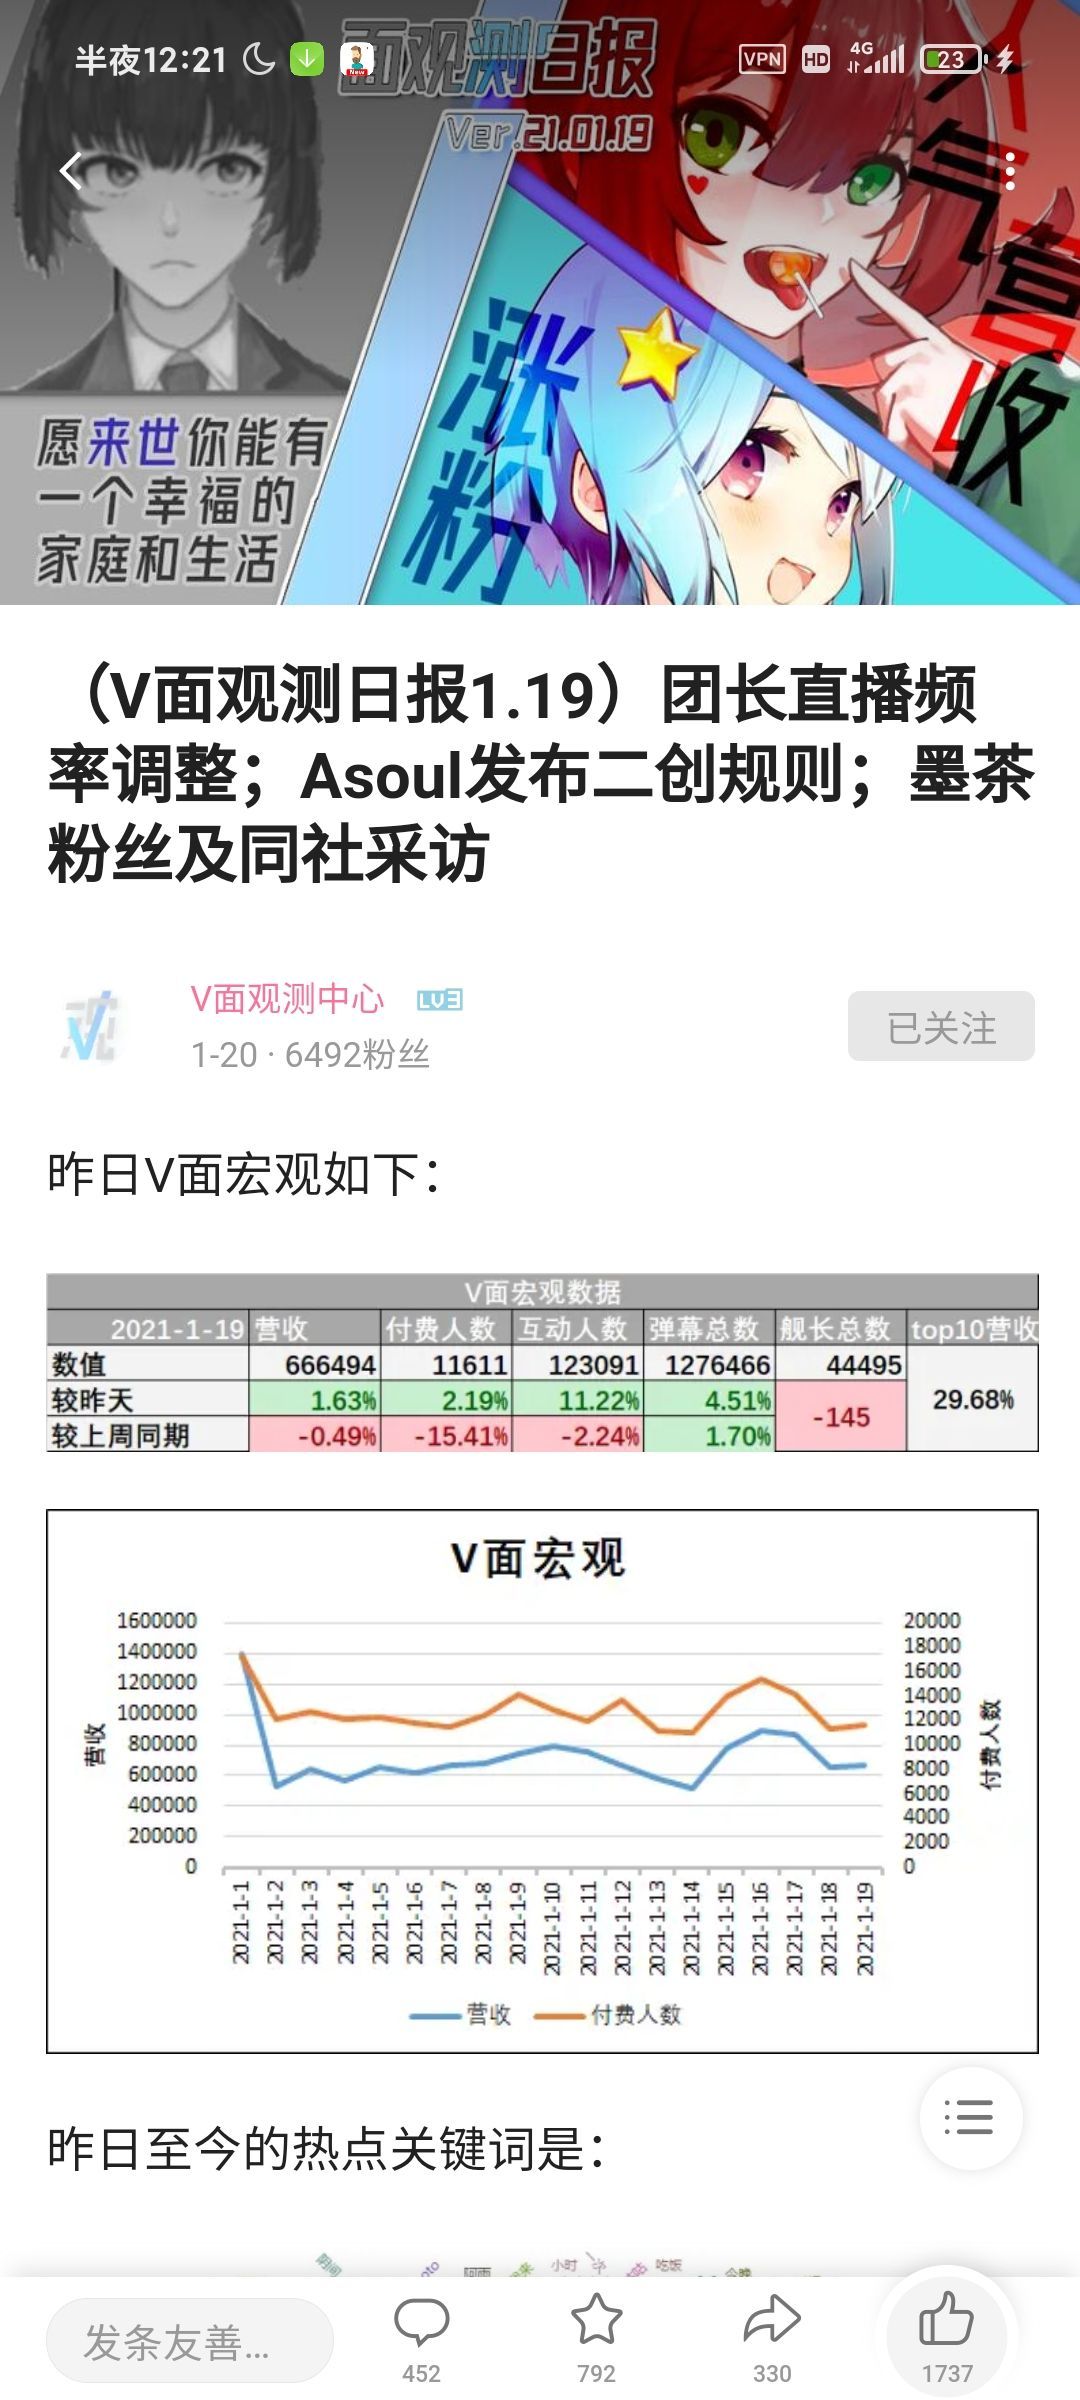 半夜12:21
VPN HD 4G 23
面观测日报
Ver.21.01.19
人气营收
涨粉
愿来世你能有
一个幸福的
家庭和生活
（V面观测日报1.19）团长直播频
率调整；Asoul发布二创规则；墨茶
粉丝及同社采访
V面观测中心 LV3
1-20 · 6492粉丝
已关注
昨日V面宏观如下：
V面宏观数据
2021-1-19 营收 付费人数 互动人数 弹幕总数 舰长总数 top10营收
数值 666494 11611 123091 1276466 44495
较昨天 1.63% 2.19% 11.22% 4.51% -145 29.68%
较上周同期 -0.49% -15.41% -2.24% 1.70%
V面宏观
1600000
1400000
1200000
1000000
800000
600000
400000
200000
0
营收
20000
18000
16000
14000
12000
10000
8000
6000
4000
2000
0
付费人数
2021-1-1
2021-1-2
2021-1-3
2021-1-4
2021-1-5
2021-1-6
2021-1-7
2021-1-8
2021-1-9
2021-1-10
2021-1-11
2021-1-12
2021-1-13
2021-1-14
2021-1-15
2021-1-16
2021-1-17
2021-1-18
2021-1-19
营收 付费人数
昨日至今的热点关键词是：
小时 吃饭
发条友善...
452 792 330 1737